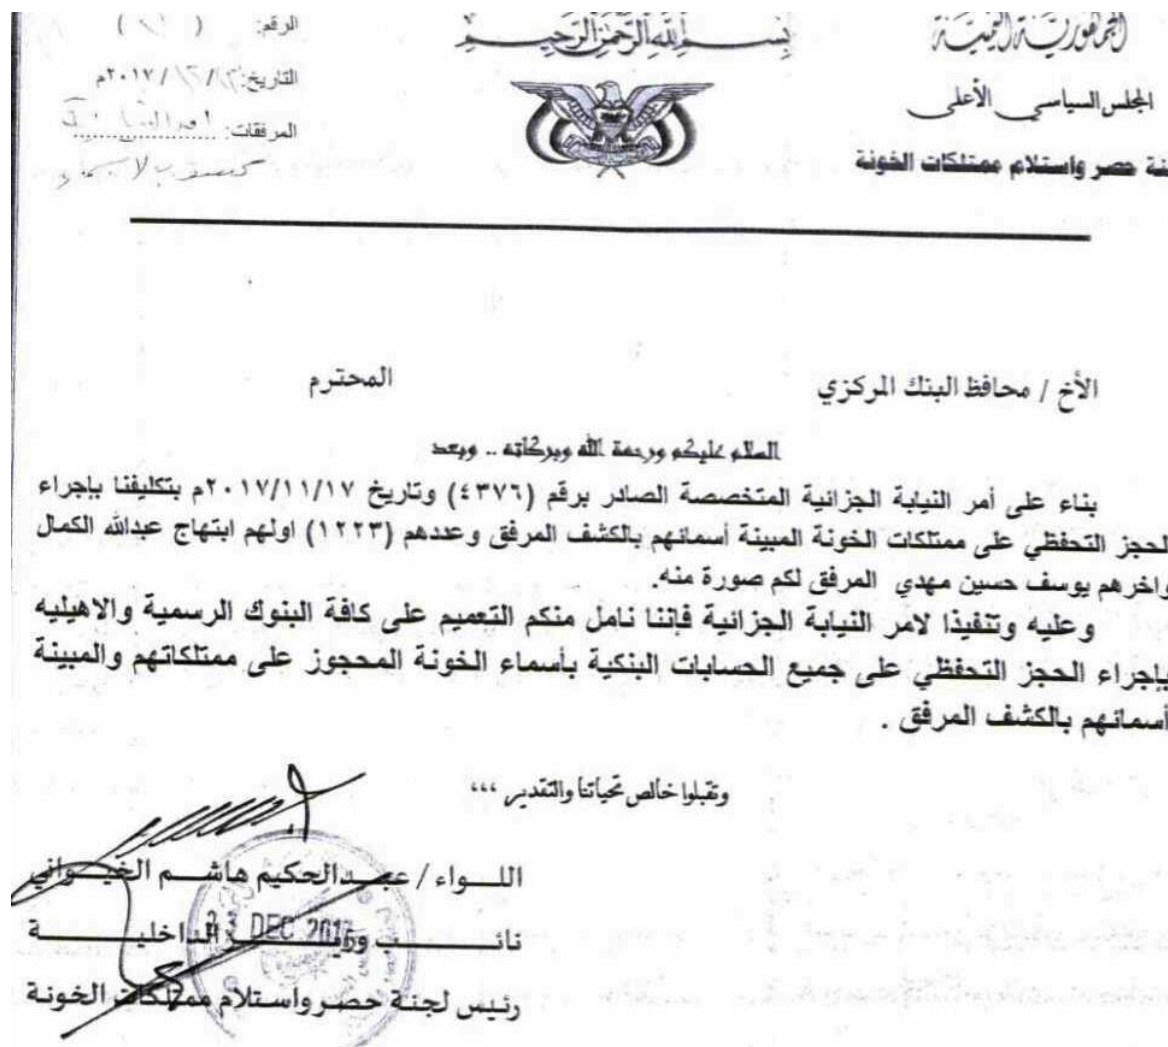 الجمهورية اليمنية
المجلس السياسي الأعلى
نة حصر واستلام ممتلكات الخونة
بسم الله الرحمن الرحيم
الرقم: ( )
التاريخ: / / ٢٠١٧م
المرفقات:
الأخ / محافظ البنك المركزي المحترم
السلام عليكم ورحمة الله وبركاته .. وبعد
بناء على أمر النيابة الجزائية المتخصصة الصادر برقم (٤٣٧٦) وتاريخ ٢٠١٧/١١/١٧م بتكليفنا بإجراء
لحجز التحفظي على ممتلكات الخونة المبينة أسمائهم بالكشف المرفق وعددهم (١٢٢٣) اولهم ابتهاج عبدالله الكمال
واخرهم يوسف حسين مهدي المرفق لكم صورة منه.
وعليه وتنفيذا لامر النيابة الجزائية فإننا نامل منكم التعميم على كافة البنوك الرسمية والاهيليه
بإجراء الحجز التحفظي على جميع الحسابات البنكية بأسماء الخونة المحجوز على ممتلكاتهم والمبينة
أسمائهم بالكشف المرفق .
وتقبلوا خالص تحياتنا والتقدير ،،،
اللـواء / عبدالحكيم هاشم الخيواني
نائب وزير الداخلية
رئيس لجنة حصر واستلام ممتلكات الخونة
DEC 2017